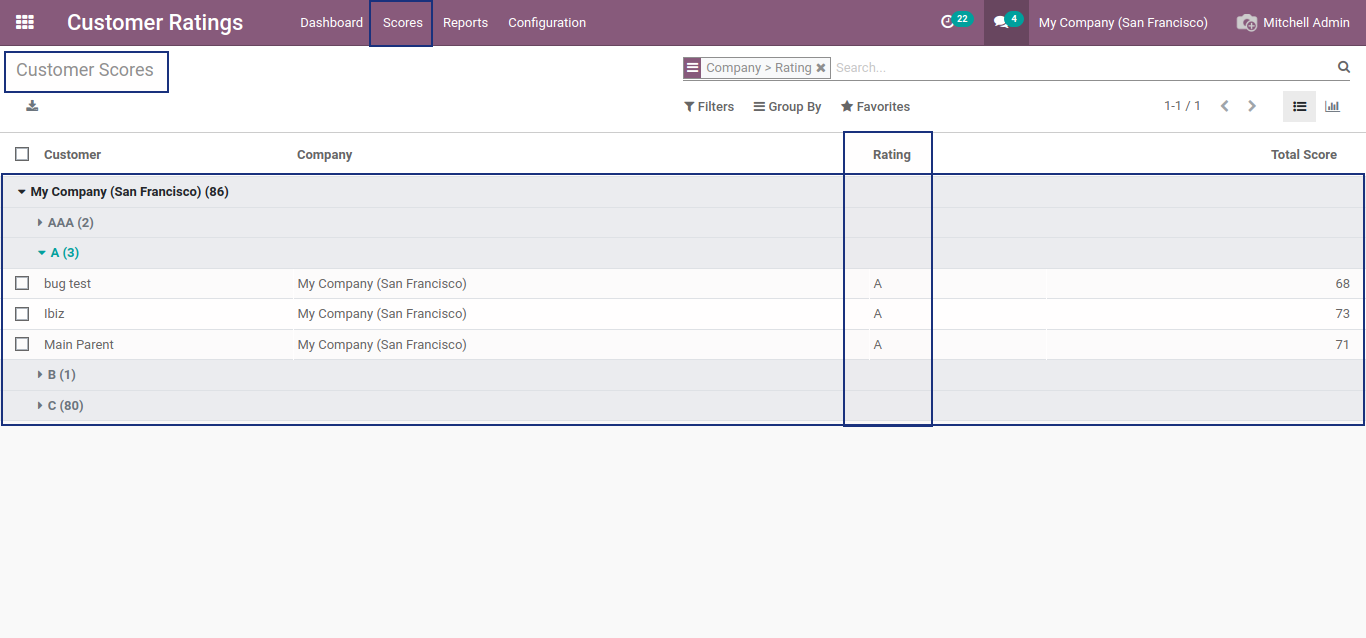 Customer Ratings Dashboard Scores Reports Configuration 22 4 My Company (San Francisco) Mitchell Admin
Customer Scores
Company > Rating Search...
Filters Group By Favorites 1-1 / 1
Customer Company Rating Total Score
My Company (San Francisco) (86)
AAA (2)
A (3)
bug test My Company (San Francisco) A 68
Ibiz My Company (San Francisco) A 73
Main Parent My Company (San Francisco) A 71
B (1)
C (80)